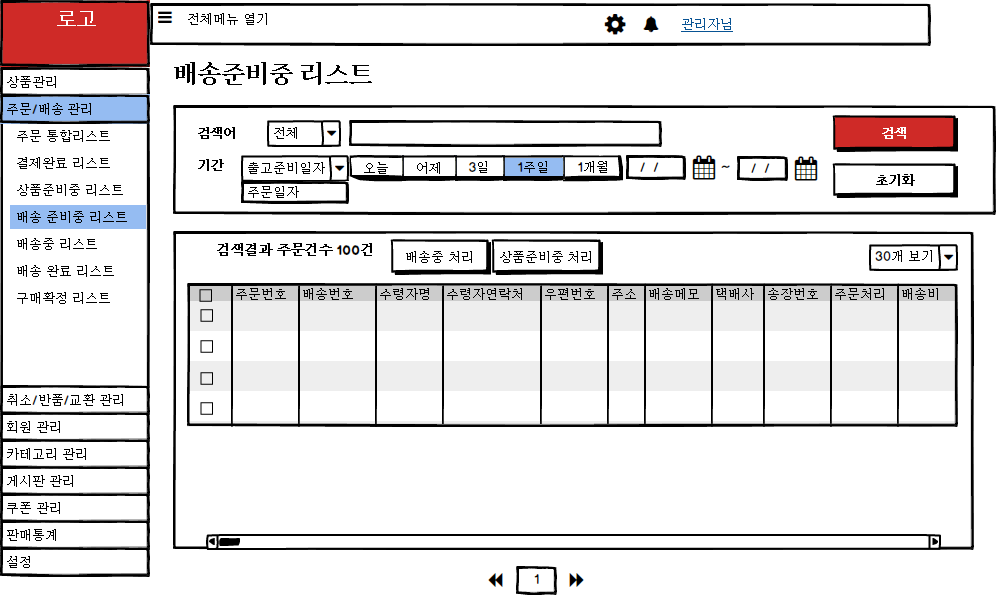 로고
전체메뉴 열기
관리자님
상품관리
주문/배송 관리
주문 통합리스트
결제완료 리스트
상품준비중 리스트
배송 준비중 리스트
배송중 리스트
배송 완료 리스트
구매확정 리스트
취소/반품/교환 관리
회원 관리
카테고리 관리
게시판 관리
쿠폰 관리
판매통계
설정
배송준비중 리스트
검색어 전체 검색
기간 출고준비일자 오늘 어제 3일 1주일 1개월 / / ~ / / 초기화
주문일자
검색결과 주문건수 100건 배송중 처리 상품준비중 처리 30개 보기
주문번호 배송번호 수령자명 수령자연락처 우편번호 주소 배송메모 택배사 송장번호 주문처리 배송비
1